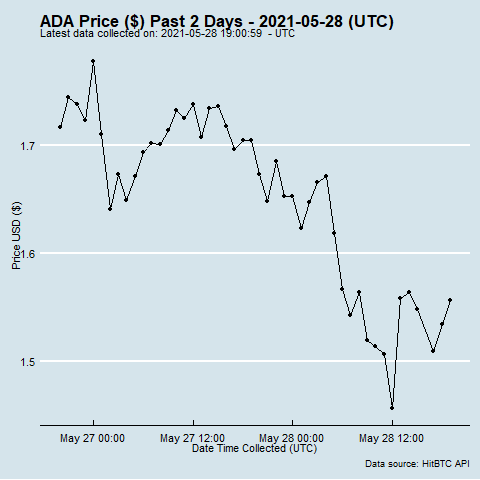 ADA Price ($) Past 2 Days - 2021-05-28 (UTC)
Latest data collected on: 2021-05-28 19:00:59  - UTC
1.7
1.6
1.5
Price USD ($)
May 27 00:00 May 27 12:00 May 28 00:00 May 28 12:00
Date Time Collected (UTC)
Data source: HitBTC API